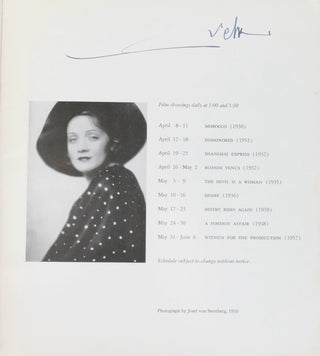 Film showings daily at 3:00 and 5:30
April 8-11 MOROCCO (1930)
April 12-18 DISHONORED (1931)
April 19-25 SHANGHAI EXPRESS (1932)
April 26-May 2 BLONDE VENUS (1932)
May 3-9 THE DEVIL IS A WOMAN (1935)
May 10-16 DESIRE (1936)
May 17-23 DESTRY RIDES AGAIN (1939)
May 24-30 A FOREIGN AFFAIR (1948)
May 31-June 6 WITNESS FOR THE PROSECUTION (1957)
Schedule subject to change without notice.
Photograph by Josef von Sternberg, 1930